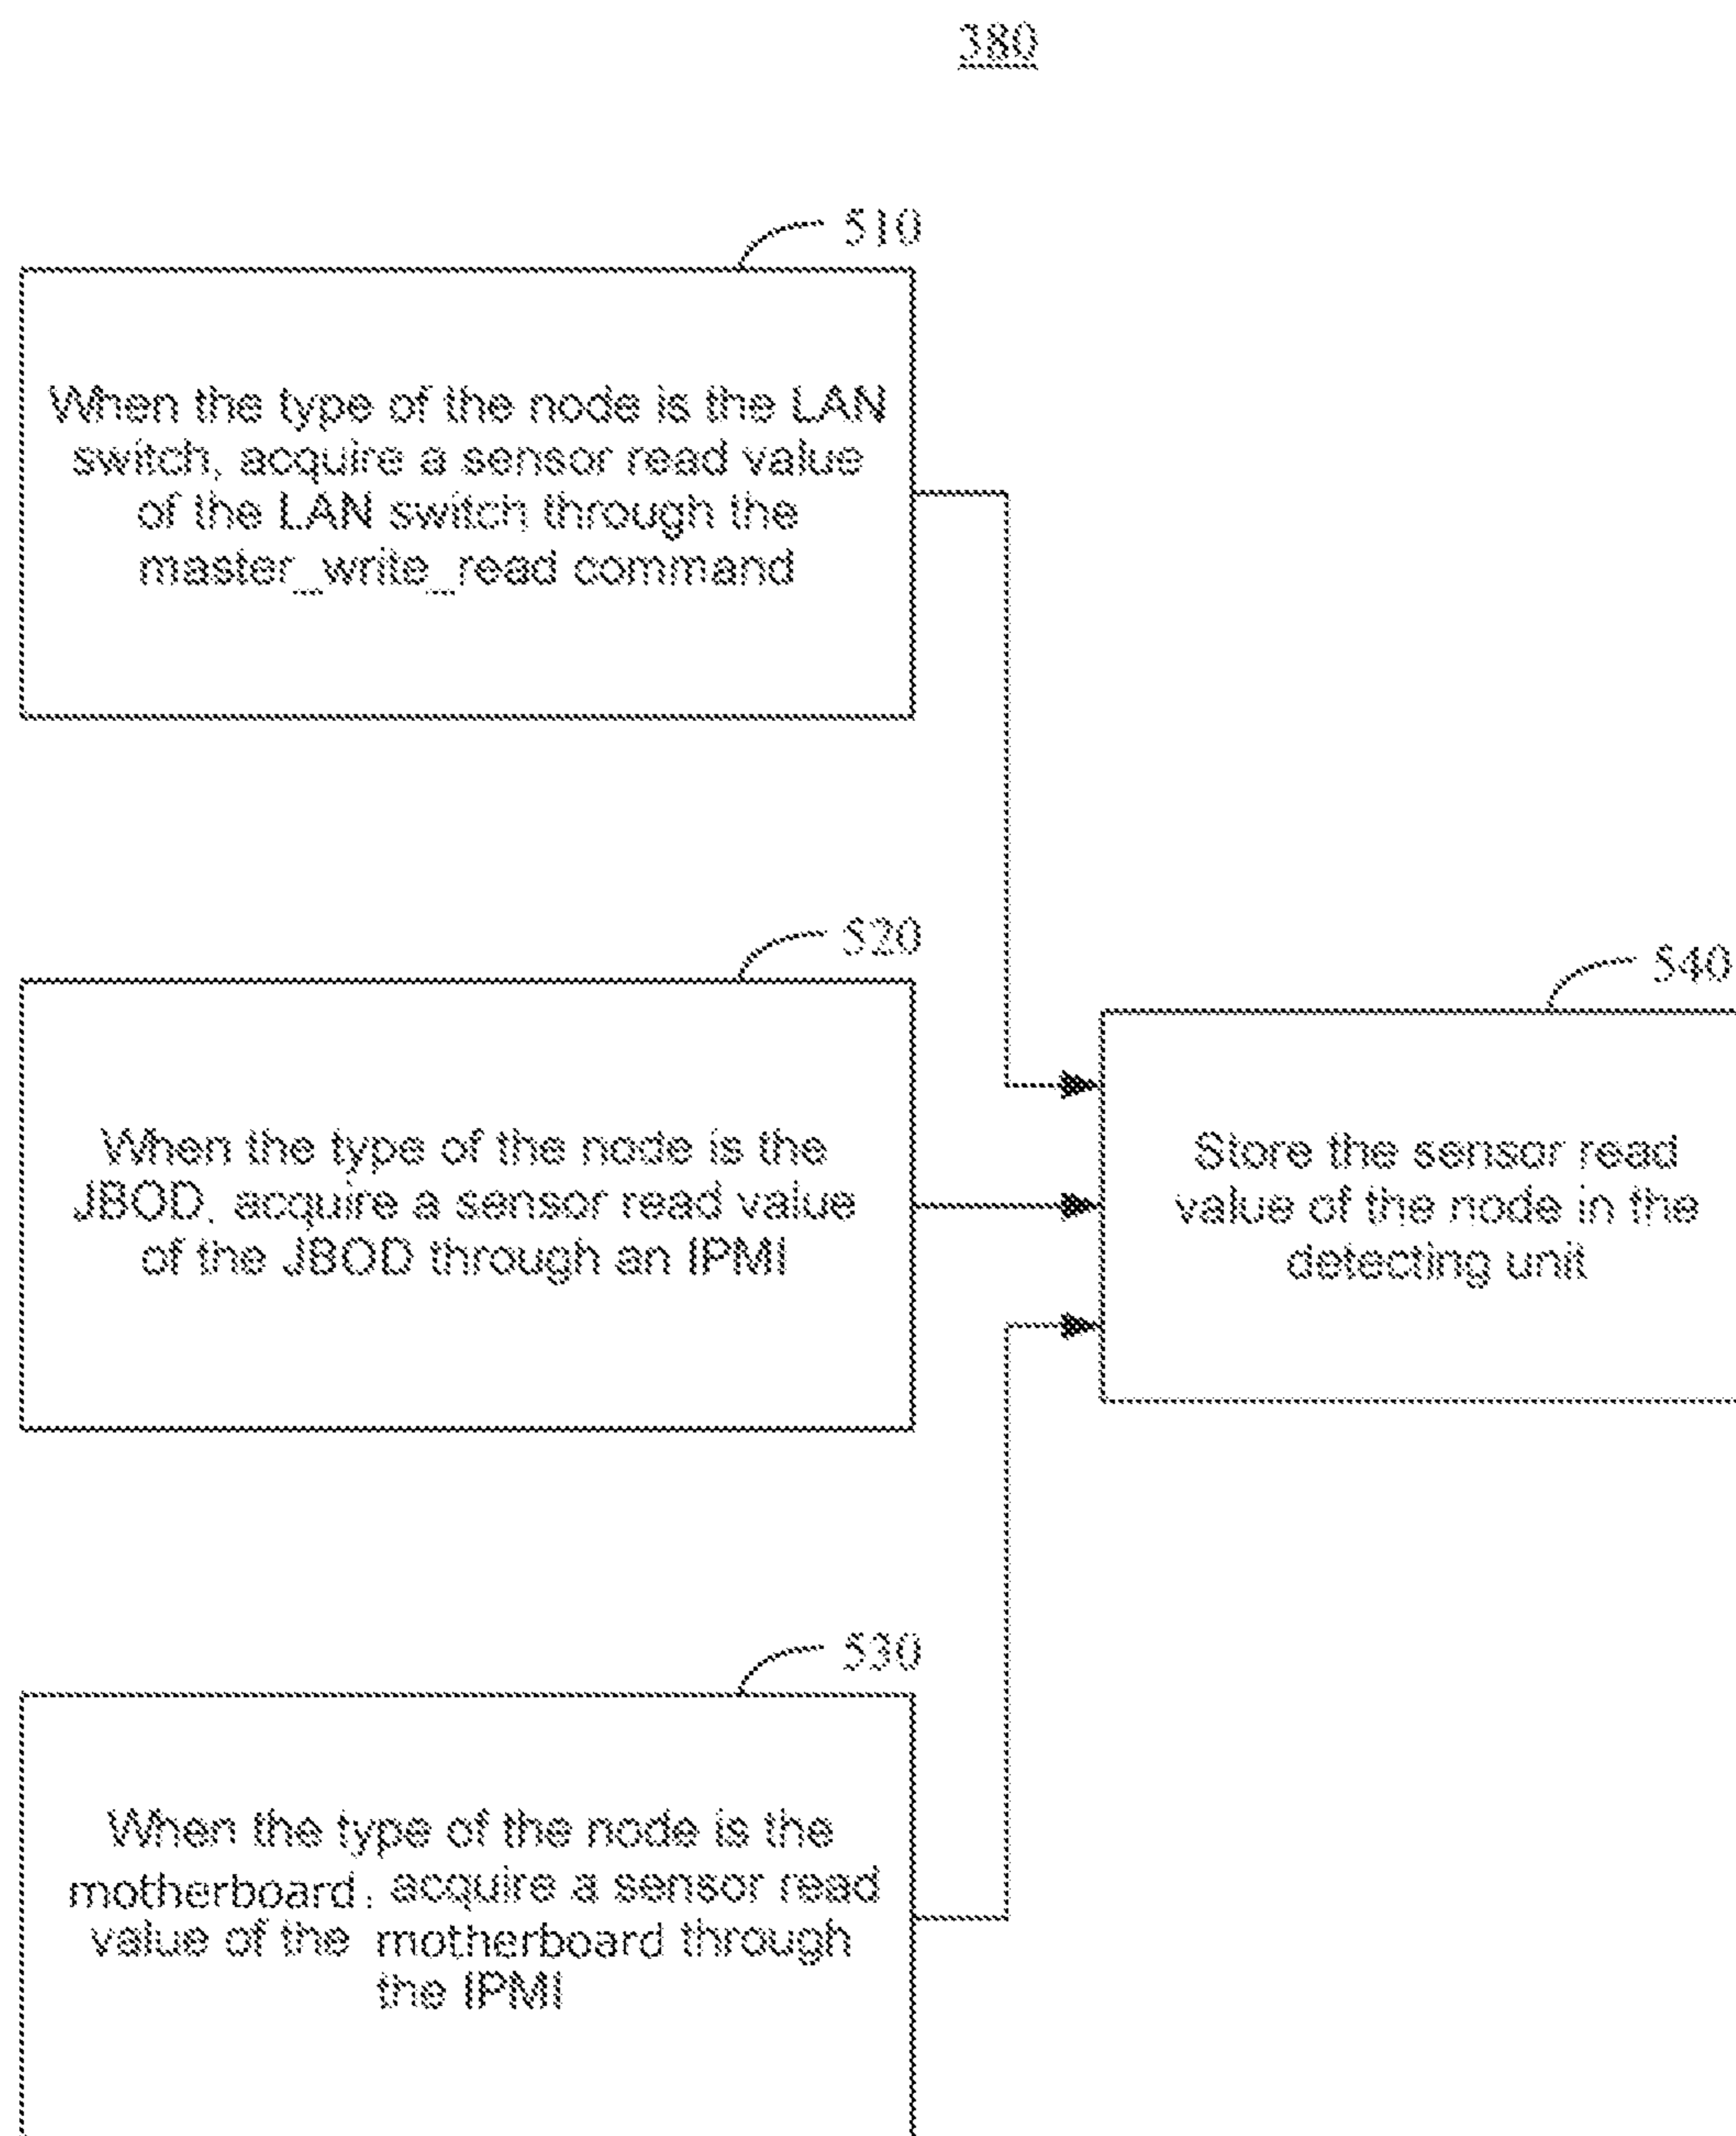 380
510
When the type of the node is the LAN
switch, acquire a sensor read value
of the LAN switch through the
master_write_read command
520
When the type of the node is the
JBOD, acquire a sensor read value
of the JBOD through an IPMI
540
Store the sensor read
value of the node in the
detecting unit
530
When the type of the node is the
motherboard, acquire a sensor read
value of the motherboard through
the IPMI